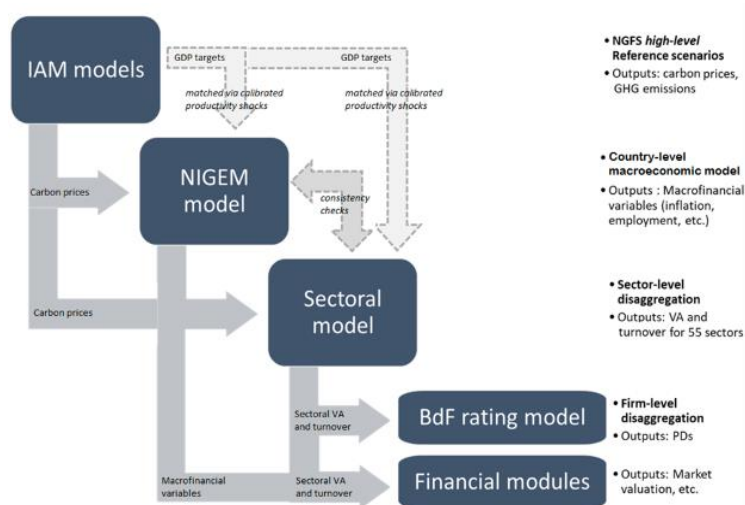 IAM models
GDP targets
GDP targets
matched via calibrated
productivity shocks
matched via calibrated
productivity shocks
• NGFS high-level
Reference scenarios
• Outputs: carbon prices,
GHG emissions
Carbon prices
NIGEM
model
consistency
checks
• Country-level
macroeconomic model
• Outputs : Macrofinancial
variables (inflation,
employment, etc.)
Carbon prices
Sectoral
model
• Sector-level
disaggregation
• Outputs: VA and
turnover for 55 sectors
Sectoral VA
and turnover
BdF rating model
• Firm-level
disaggregation
• Outputs: PDs
Macrofinancial
variables
Sectoral VA
and turnover
Financial modules
• Outputs: Market
valuation, etc.